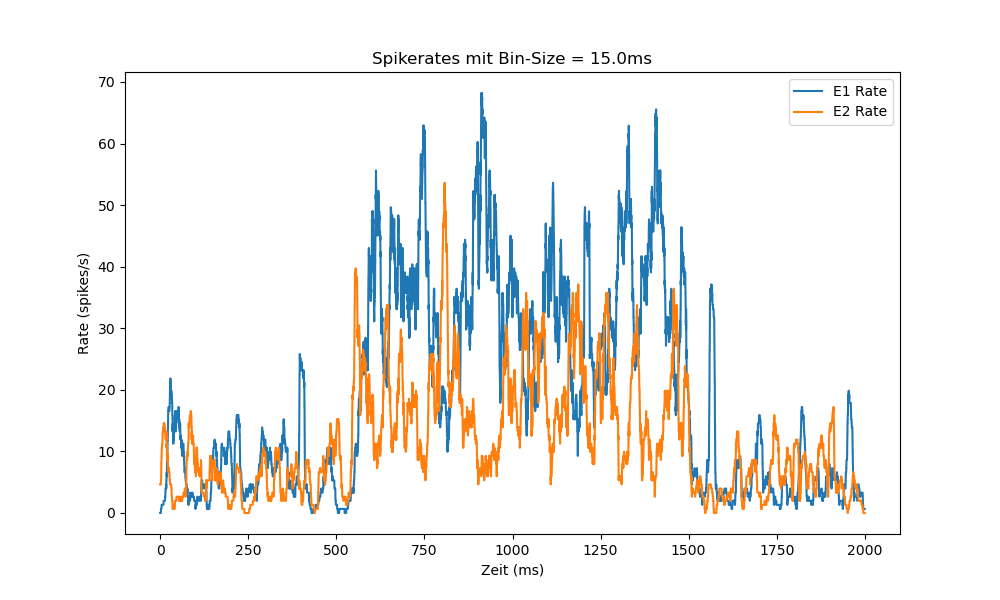 Spikerates mit Bin-Size = 15.0ms
E1 Rate
E2 Rate
Rate (spikes/s)
70
60
50
40
30
20
10
0
0 250 500 750 1000 1250 1500 1750 2000
Zeit (ms)